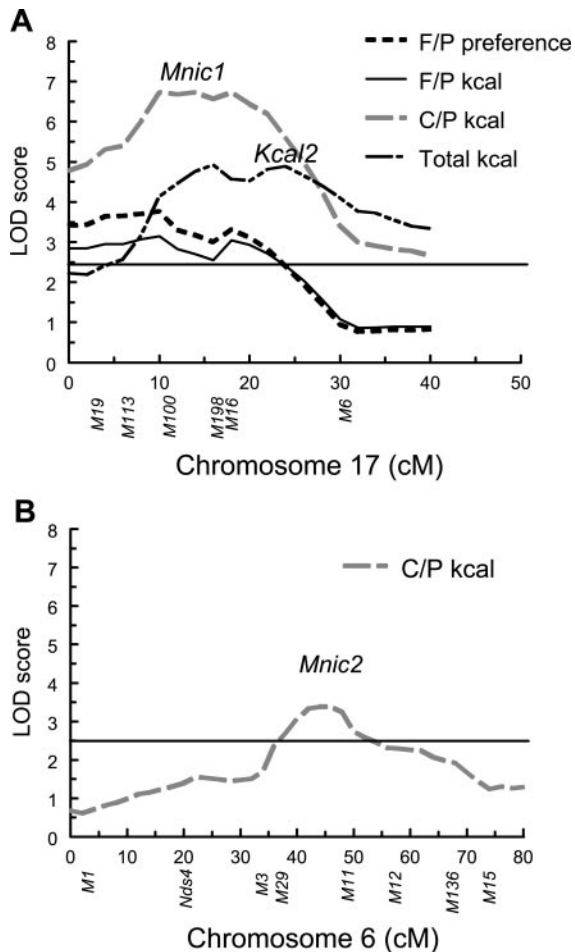 A
8
7
6
5
4
3
2
1
0
LOD score
Mnic1
Kcal2
F/P preference
F/P kcal
C/P kcal
Total kcal
0 10 20 30 40 50
M19 M113 M100 M198 M16 M6
Chromosome 17 (cM)
B
8
7
6
5
4
3
2
1
0
LOD score
C/P kcal
Mnic2
0 10 20 30 40 50 60 70 80
M1 Nds4 M3 M29 M11 M12 M136 M15
Chromosome 6 (cM)